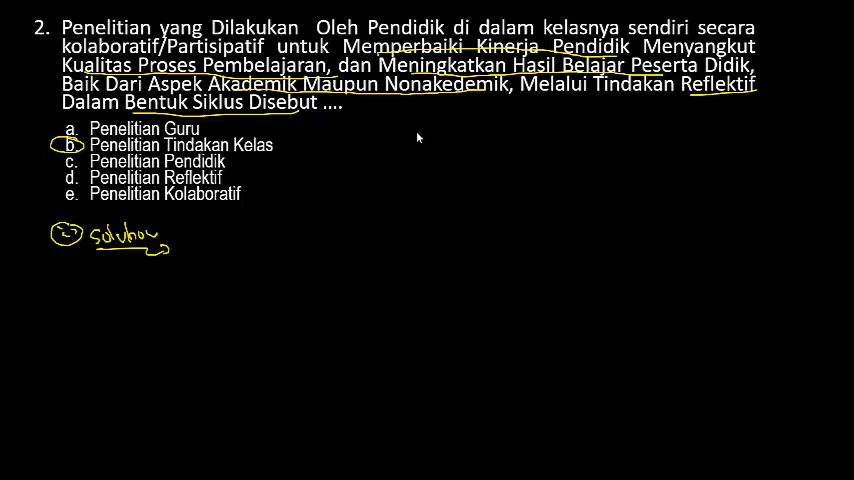 2. Penelitian yang Dilakukan Oleh Pendidik di dalam kelasnya sendiri secara
kolaboratif/Partisipatif untuk Memperbaiki Kinerja Pendidik Menyangkut
Kualitas Proses Pembelajaran, dan Meningkatkan Hasil Belajar Peserta Didik,
Baik Dari Aspek Akademik Maupun Nonakedemik, Melalui Tindakan Reflektif
Dalam Bentuk Siklus Disebut ....
a. Penelitian Guru
b. Penelitian Tindakan Kelas
c. Penelitian Pendidik
d. Penelitian Reflektif
e. Penelitian Kolaboratif
solution